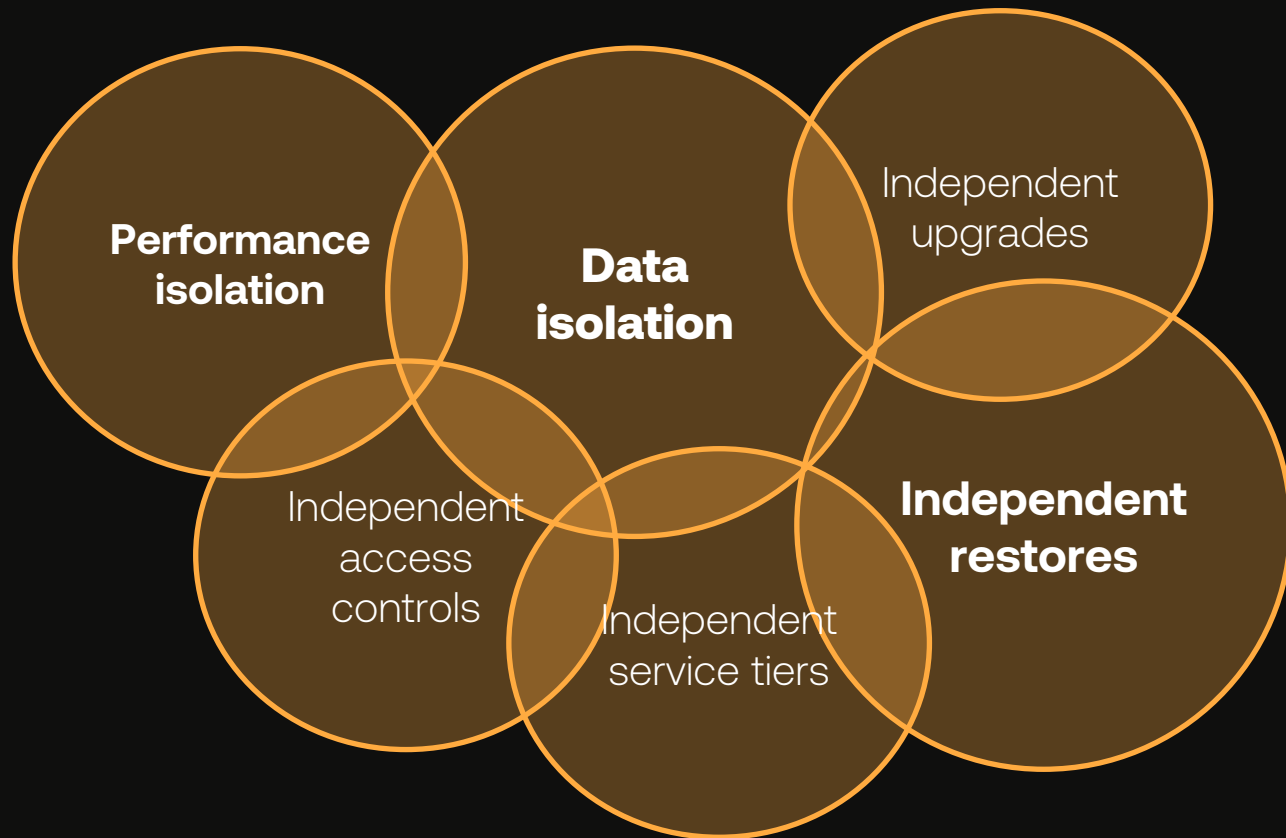 Performance
isolation
Data
isolation
Independent
upgrades
Independent
access
controls
Independent
service tiers
Independent
restores